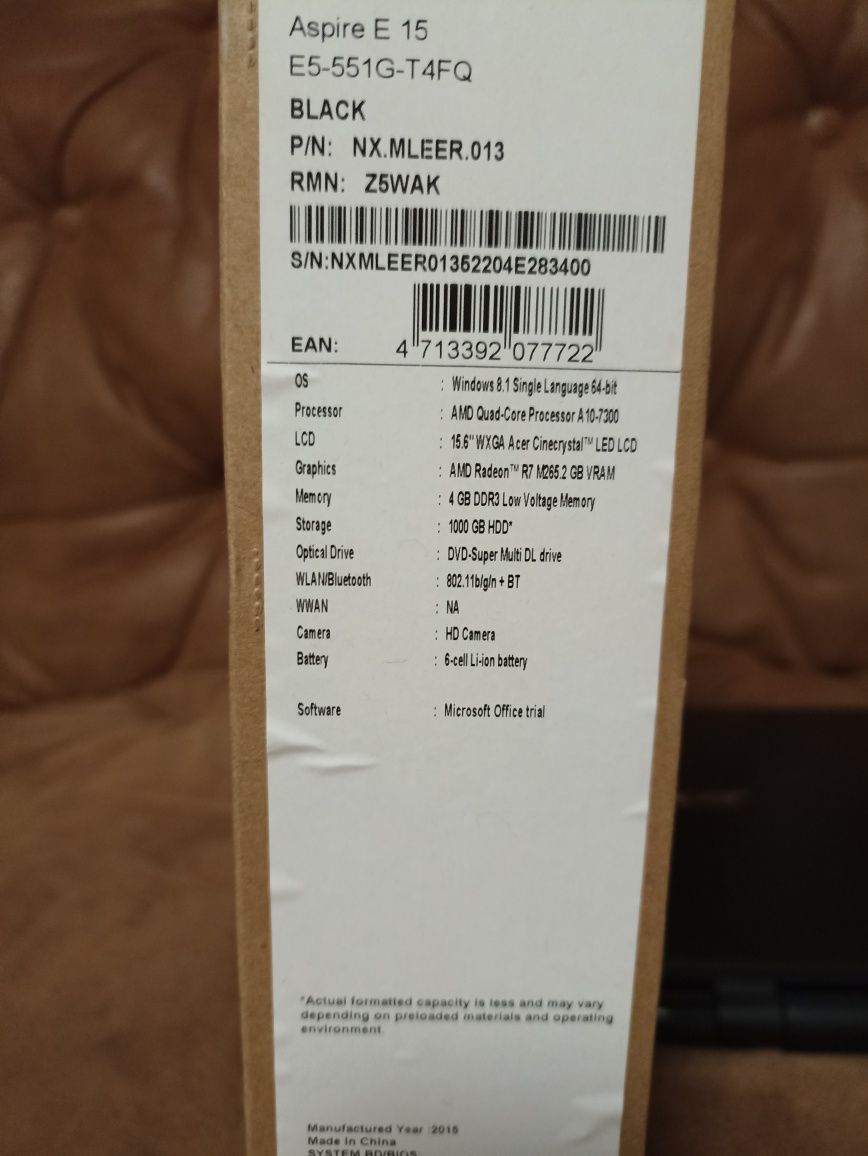 Aspire E 15
E5-551G-T4FQ
BLACK
P/N: NX.MLEER.013
RMN: Z5WAK
S/N:NXMLEER01352204E283400
EAN: 4 713392 077722
OS : Windows 8.1 Single Language 64-bit
Processor : AMD Quad-Core Processor A10-7300
LCD : 15.6" WXGA Acer Cinecrystal™ LED LCD
Graphics : AMD Radeon™ R7 M265.2 GB VRAM
Memory : 4 GB DDR3 Low Voltage Memory
Storage : 1000 GB HDD*
Optical Drive : DVD-Super Multi DL drive
WLAN/Bluetooth : 802.11b/g/n + BT
WWAN : NA
Camera : HD Camera
Battery : 6-cell Li-ion battery
Software : Microsoft Office trial
*Actual formatted capacity is less and may vary
depending on preloaded materials and operating
environment.
Manufactured Year :2015
Made in China
SYSTEM BD/BIOS